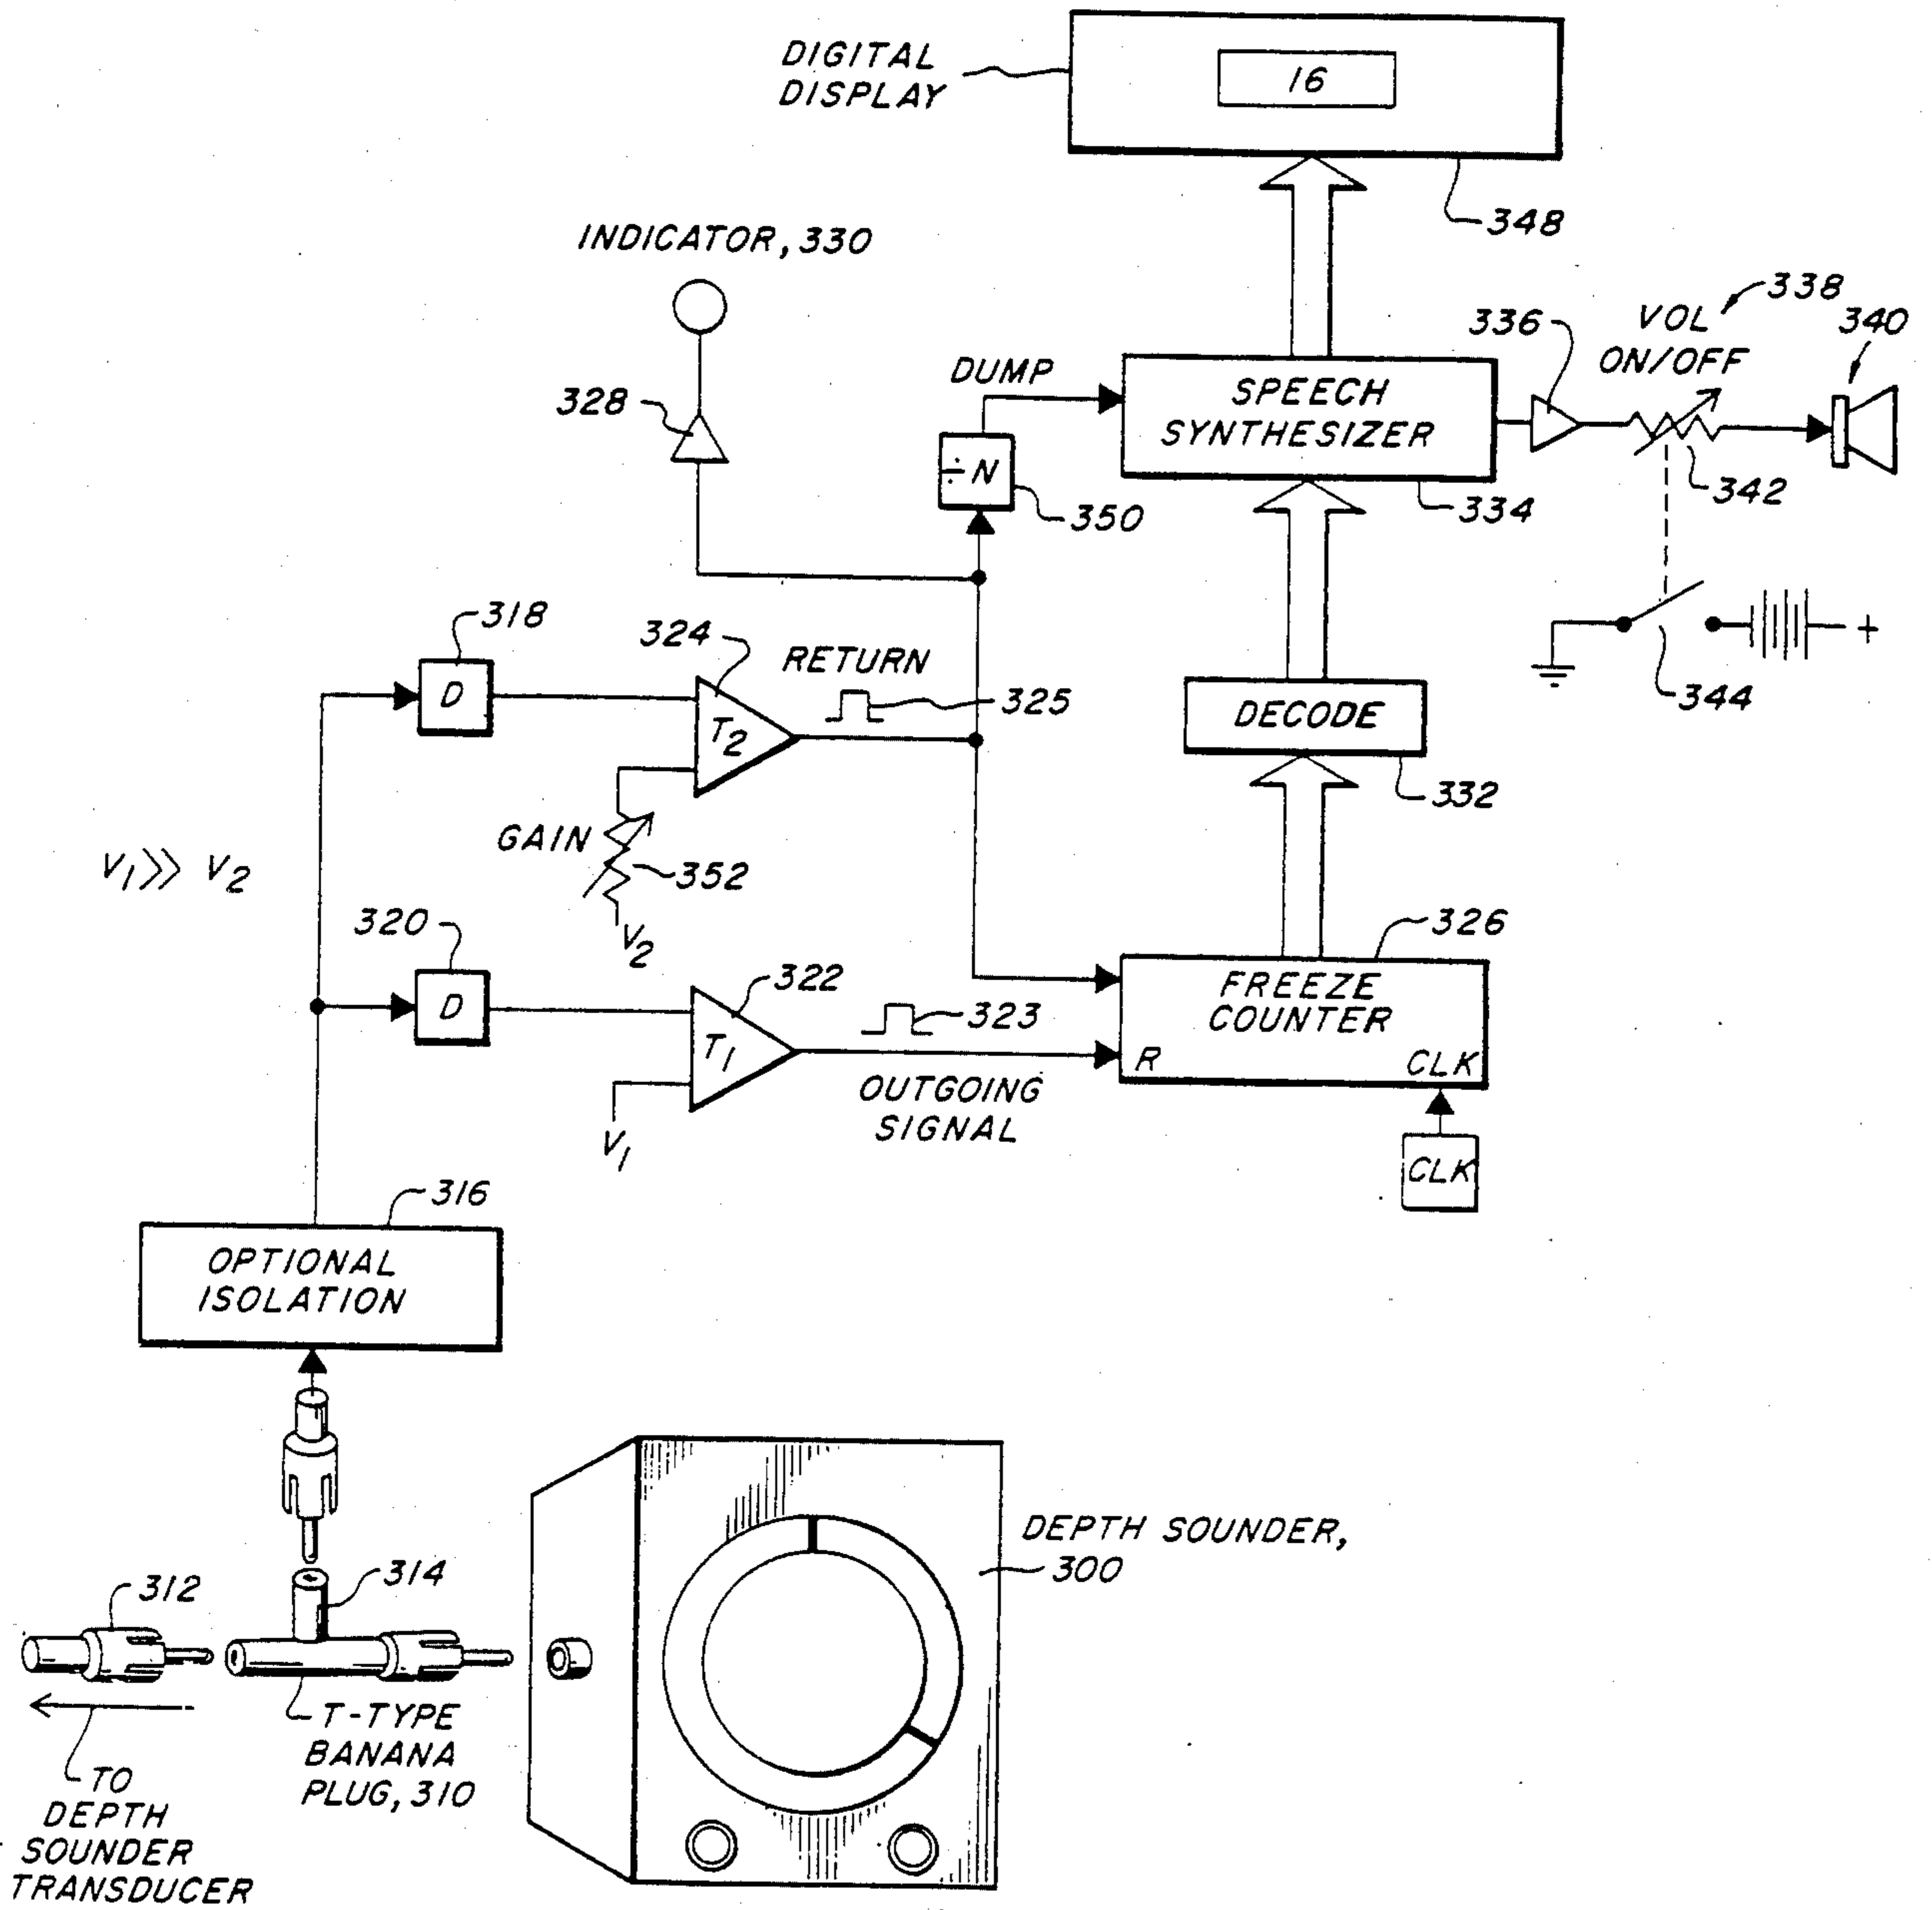 DIGITAL
DISPLAY
16
348
INDICATOR, 330
338
VOL
ON/OFF
336
340
DUMP
SPEECH
SYNTHESIZER
328
÷N
350
334
342
318
D
324
T2
RETURN
325
344
+
DECODE
332
GAIN
352
V2
V1 >> V2
320
D
322
T1
323
326
FREEZE
COUNTER
R
CLK
OUTGOING
SIGNAL
V1
CLK
316
OPTIONAL
ISOLATION
DEPTH SOUNDER,
300
312
314
T-TYPE
BANANA
PLUG, 310
TO
DEPTH
SOUNDER
TRANSDUCER